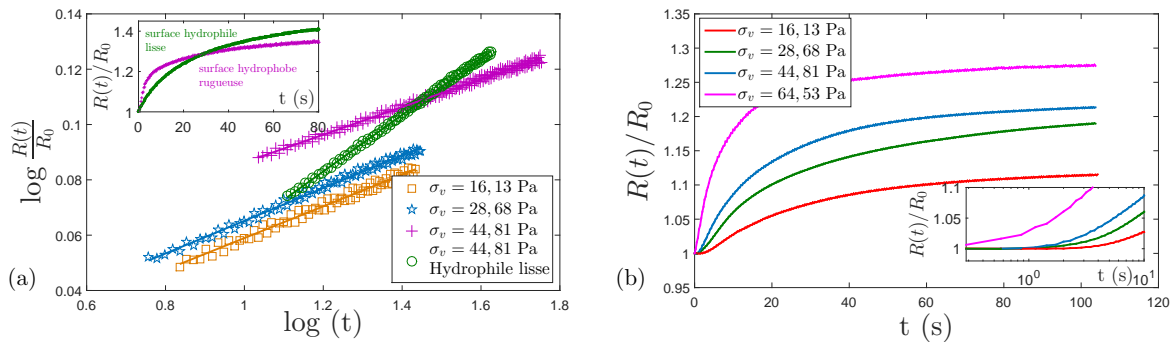 0.14
0.12
0.1
0.08
0.06
0.04
log R(t)/R₀
0.6
0.8
1
1.2
1.4
1.6
1.8
log (t)
(a)
R(t)/R₀
1.4
1.2
1
0
20
40
60
80
t (s)
surface hydrophile
lisse
surface hydrophobe
rugueuse
σᵥ = 16, 13 Pa
σᵥ = 28, 68 Pa
σᵥ = 44, 81 Pa
σᵥ = 44, 81 Pa
Hydrophile lisse
1.35
1.3
1.25
1.2
1.15
1.1
1.05
1
0.95
R(t)/R₀
0
20
40
60
80
100
120
t (s)
(b)
σᵥ = 16, 13 Pa
σᵥ = 28, 68 Pa
σᵥ = 44, 81 Pa
σᵥ = 64, 53 Pa
R(t)/R₀
1.1
1.05
1
10⁰
t (s)
10¹